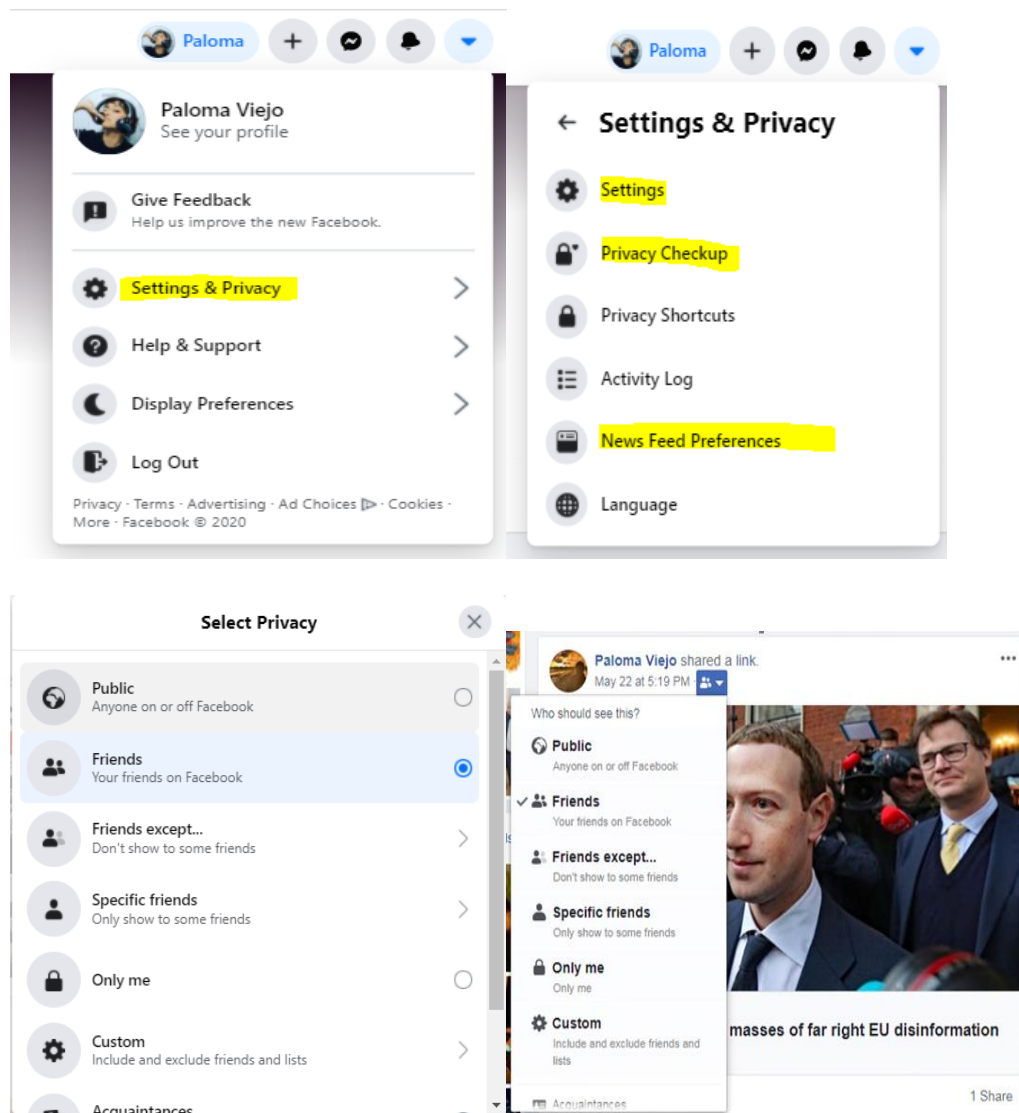 Paloma
Paloma Viejo
See your profile
Give Feedback
Help us improve the new Facebook.
Settings & Privacy
Help & Support
Display Preferences
Log Out
Privacy · Terms · Advertising · Ad Choices · Cookies ·
More · Facebook © 2020
Paloma
Settings & Privacy
Settings
Privacy Checkup
Privacy Shortcuts
Activity Log
News Feed Preferences
Language
Select Privacy
Public
Anyone on or off Facebook
Friends
Your friends on Facebook
Friends except...
Don't show to some friends
Specific friends
Only show to some friends
Only me
Custom
Include and exclude friends and lists
Acquaintances
Paloma Viejo shared a link.
May 22 at 5:19 PM ·
Who should see this?
Public
Anyone on or off Facebook
Friends
Your friends on Facebook
Friends except...
Don't show to some friends
Specific friends
Only show to some friends
Only me
Only me
Custom
Include and exclude friends and
lists
Acquaintances
masses of far right EU disinformation
1 Share